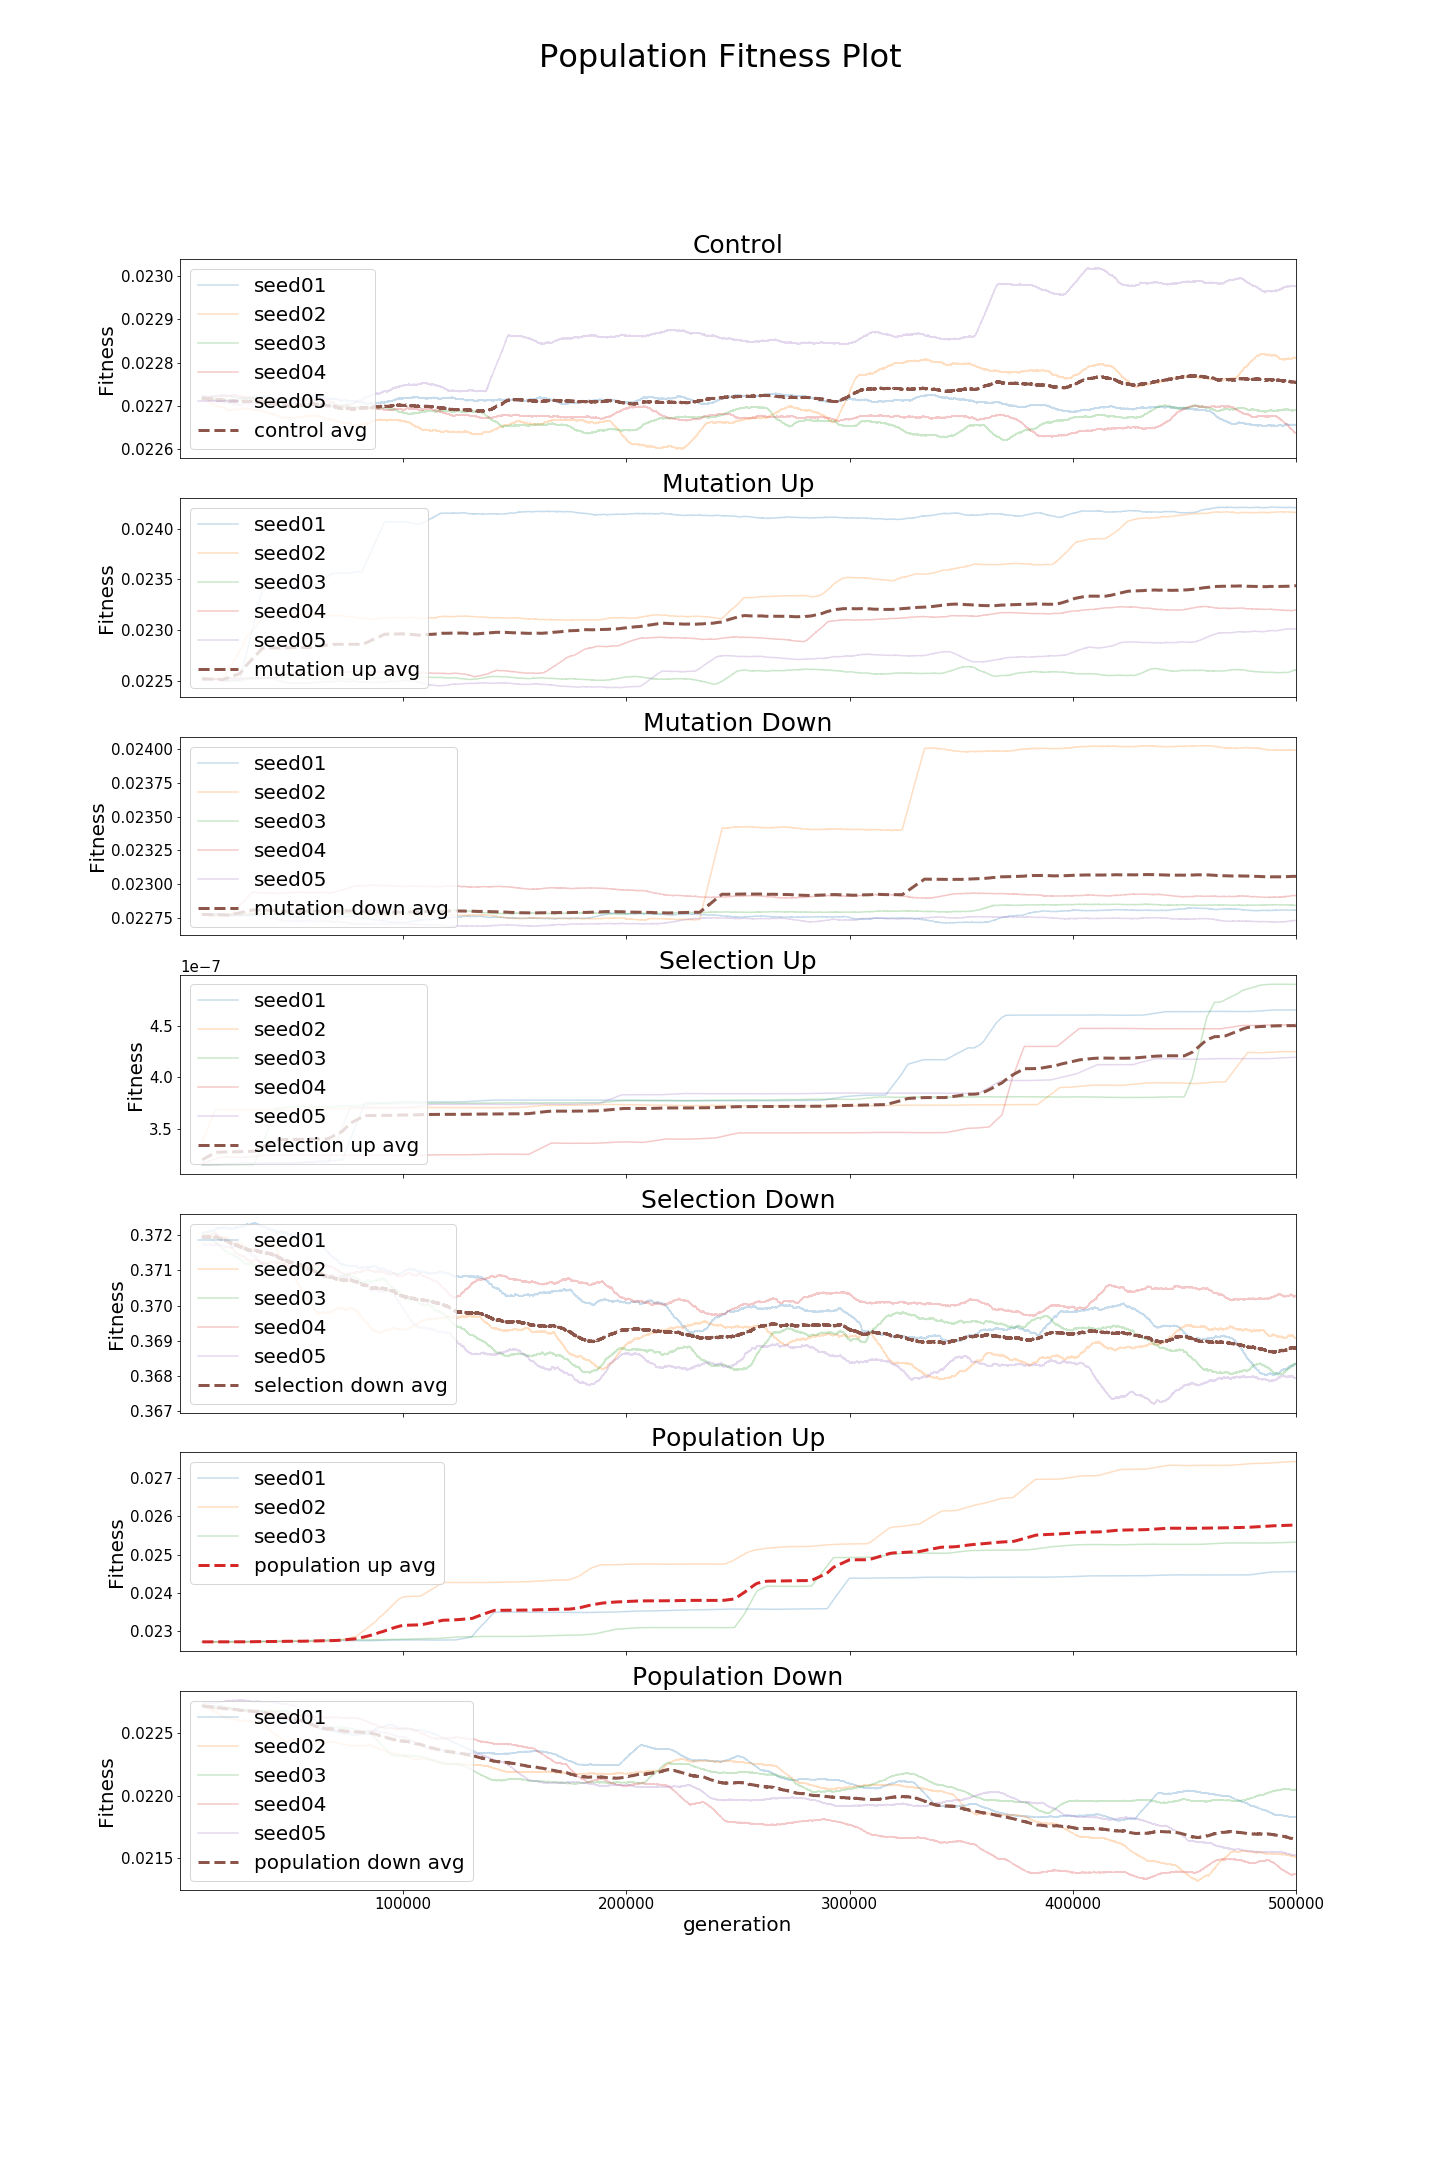 Population Fitness Plot
Control
0.0230
0.0229
0.0228
0.0227
0.0226
Fitness
seed01
seed02
seed03
seed04
seed05
control avg
Mutation Up
0.0240
0.0235
0.0230
0.0225
Fitness
seed01
seed02
seed03
seed04
seed05
mutation up avg
Mutation Down
0.02400
0.02375
0.02350
0.02325
0.02300
0.02275
Fitness
seed01
seed02
seed03
seed04
seed05
mutation down avg
Selection Up
1e−7
4.5
4.0
3.5
Fitness
seed01
seed02
seed03
seed04
seed05
selection up avg
Selection Down
0.372
0.371
0.370
0.369
0.368
0.367
Fitness
seed01
seed02
seed03
seed04
seed05
selection down avg
Population Up
0.027
0.026
0.025
0.024
0.023
Fitness
seed01
seed02
seed03
population up avg
Population Down
0.0225
0.0220
0.0215
Fitness
seed01
seed02
seed03
seed04
seed05
population down avg
100000 200000 300000 400000 500000
generation